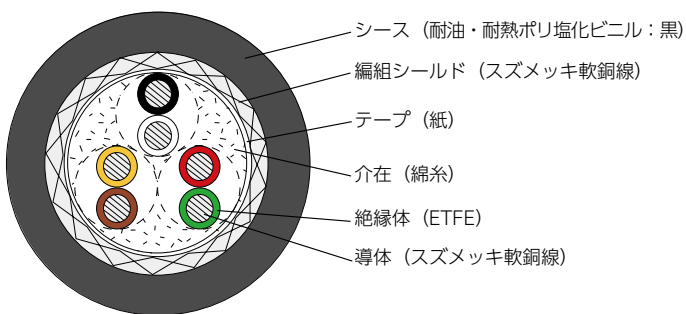 シース（耐油・耐熱ポリ塩化ビニル：黒）
編組シールド（スズメッキ軟銅線）
テープ（紙）
介在（綿糸）
絶縁体（ETFE）
導体（スズメッキ軟銅線）